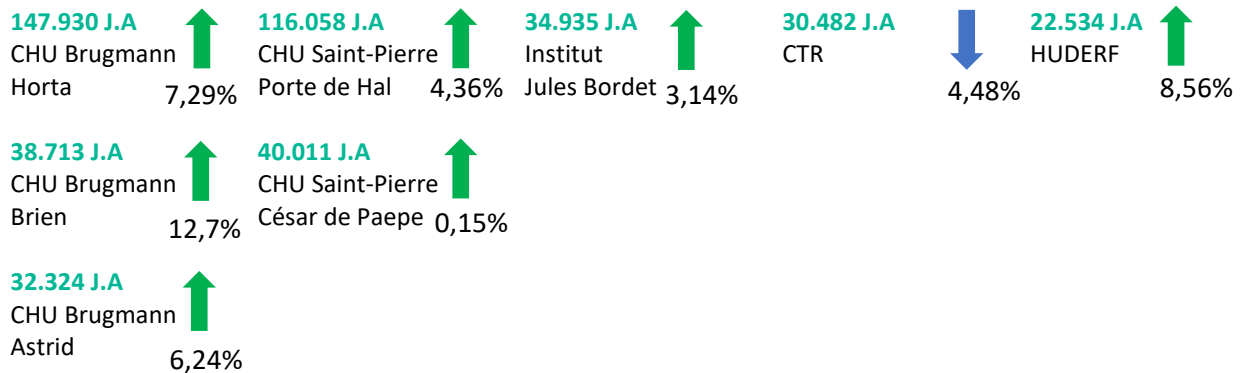 147.930 J.A
CHU Brugmann
Horta
7,29%
116.058 J.A
CHU Saint-Pierre
Porte de Hal
4,36%
34.935 J.A
Institut
Jules Bordet
3,14%
30.482 J.A
CTR
4,48%
22.534 J.A
HUDERF
8,56%
38.713 J.A
CHU Brugmann
Brien
12,7%
40.011 J.A
CHU Saint-Pierre
César de Paepe
0,15%
32.324 J.A
CHU Brugmann
Astrid
6,24%